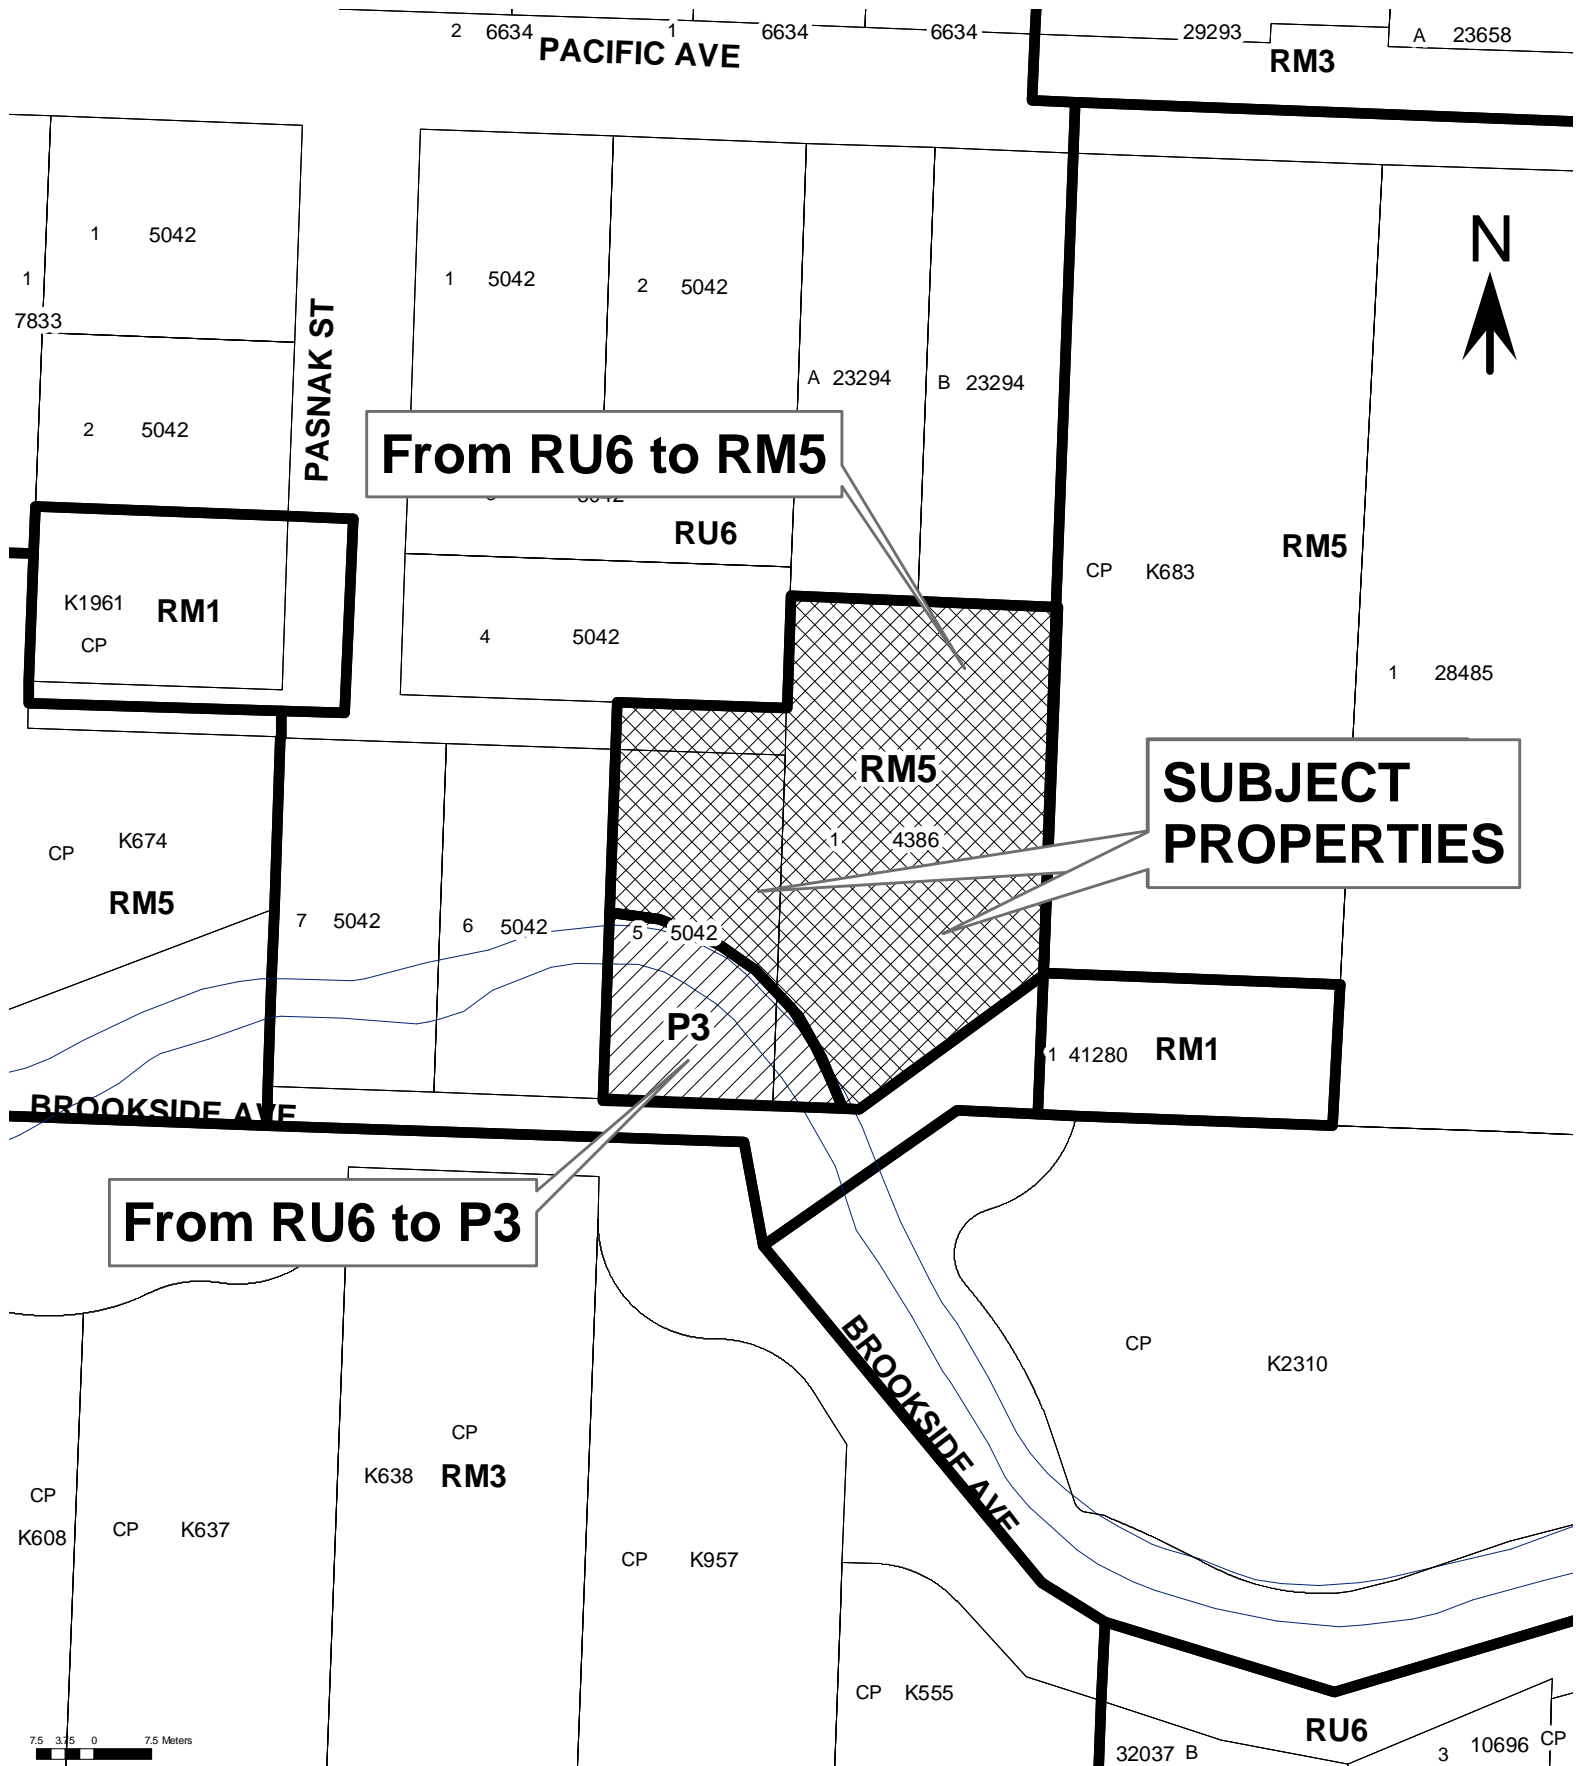 2 6634 1 6634 6634 29293 A 23658
PACIFIC AVE
RM3
1 5042
1
7833
2 5042
PASNAK ST
1 5042
2 5042
A 23294
B 23294
N
From RU6 to RM5
RU6
K1961 RM1
CP
4 5042
CP K683
RM5
1 28485
RM5
1 4386
SUBJECT
PROPERTIES
CP K674
RM5
7 5042
6 5042
5 5042
P3
1 41280 RM1
BROOKSIDE AVE
From RU6 to P3
BROOKSIDE AVE
CP
K2310
CP
K638 RM3
CP
K608
CP K637
CP K957
CP K555
RU6
32037 B
3 10696 CP
7.5 3.75 0 7.5 Meters